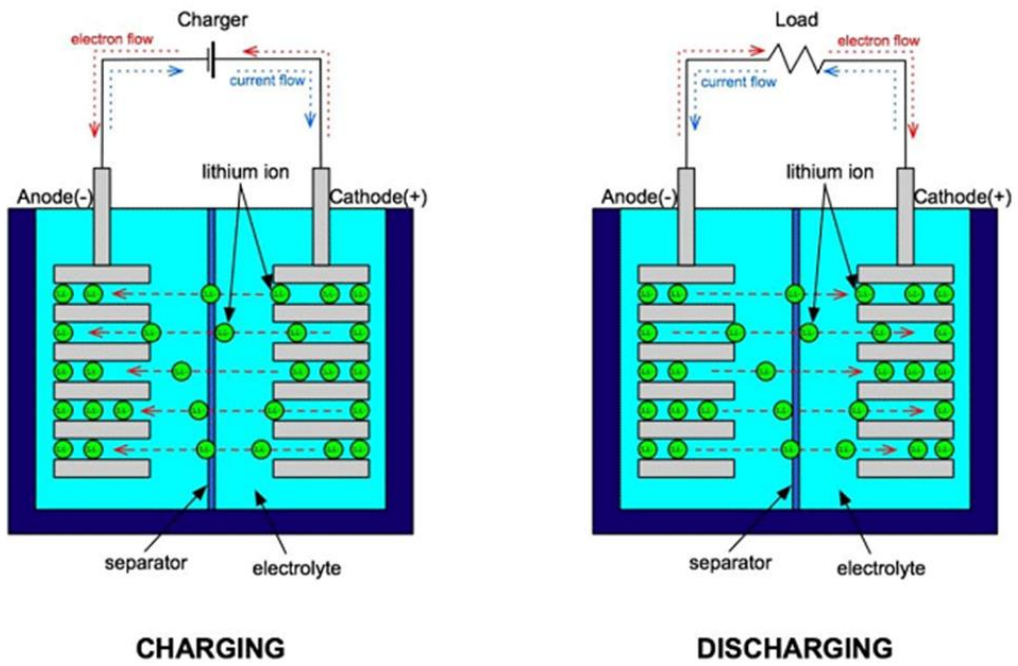 Charger
electron flow
current flow
lithium ion
Anode(-)
Cathode(+)
separator
electrolyte
CHARGING
Load
electron flow
current flow
lithium ion
Anode(-)
Cathode(+)
separator
electrolyte
DISCHARGING